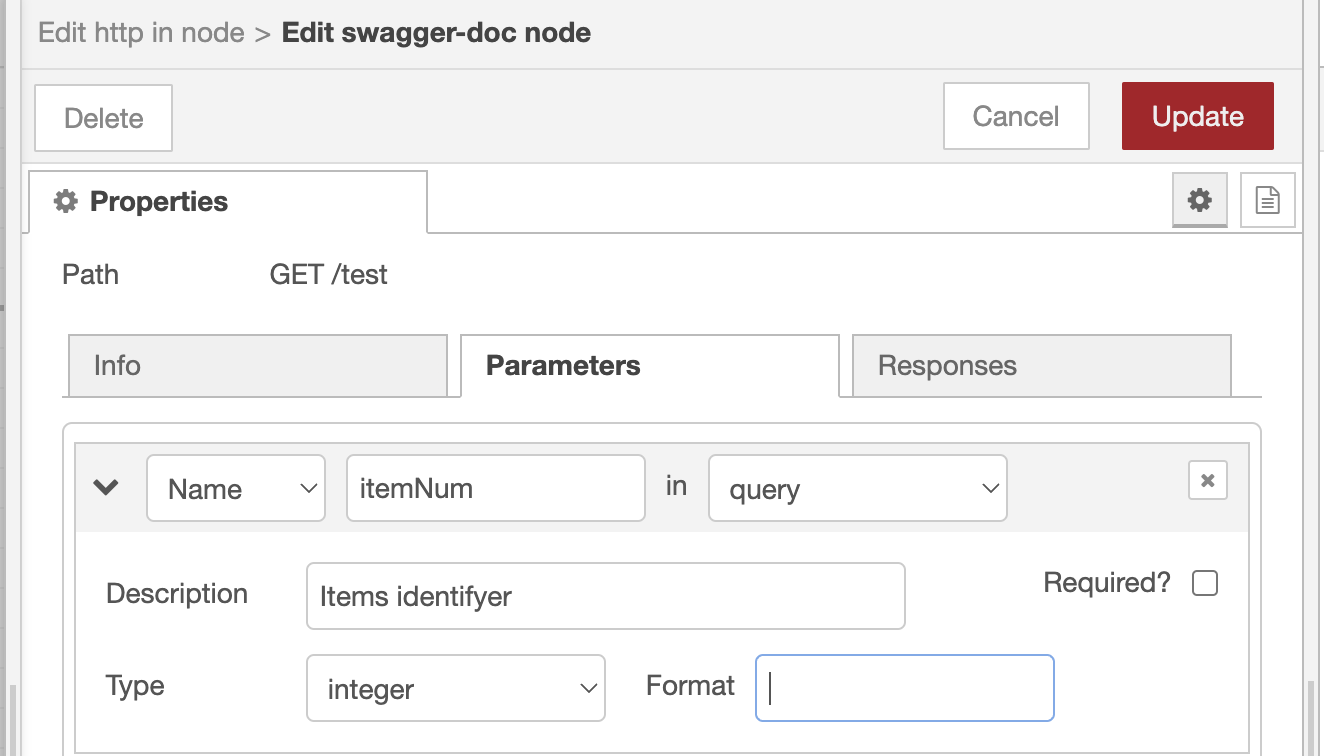 Edit http in node > Edit swagger-doc node
Delete Cancel Update
Properties
Path GET /test
Info Parameters Responses
Name itemNum in query
Description Items identifyer Required?
Type integer Format